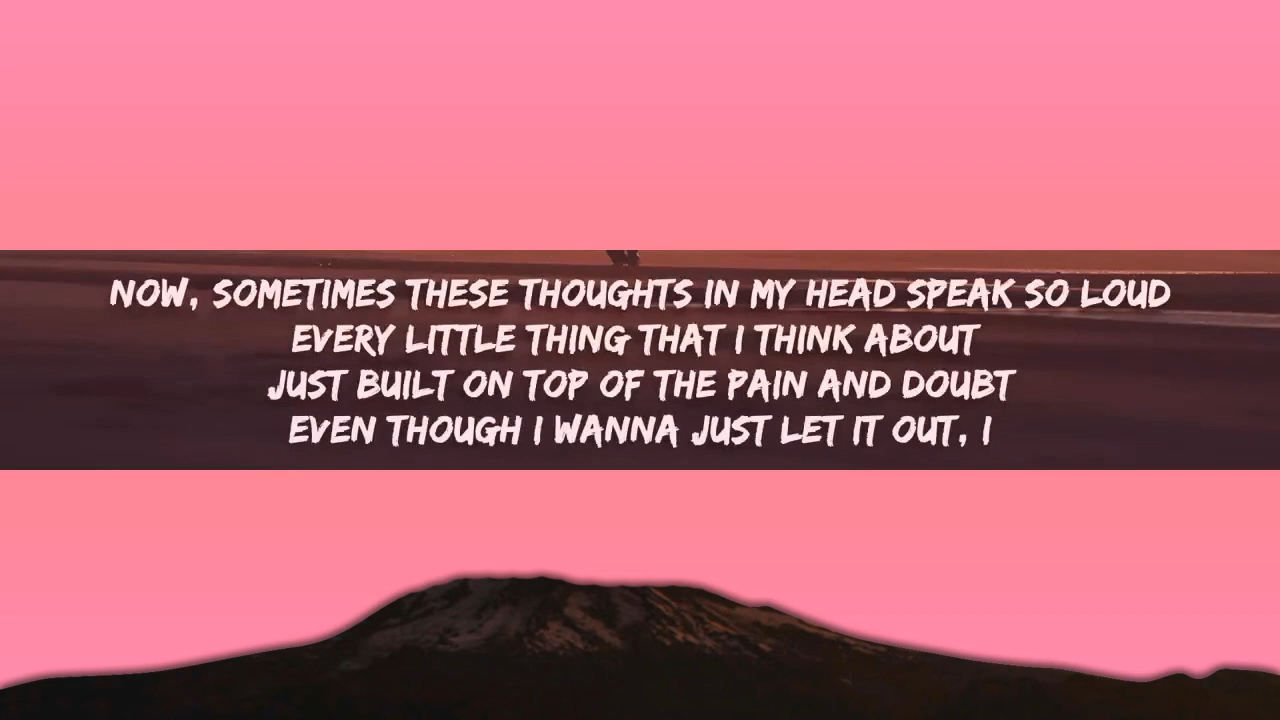 NOW, SOMETIMES THESE THOUGHTS IN MY HEAD SPEAK SO LOUD
EVERY LITTLE THING THAT I THINK ABOUT
JUST BUILT ON TOP OF THE PAIN AND DOUBT
EVEN THOUGH I WANNA JUST LET IT OUT, I